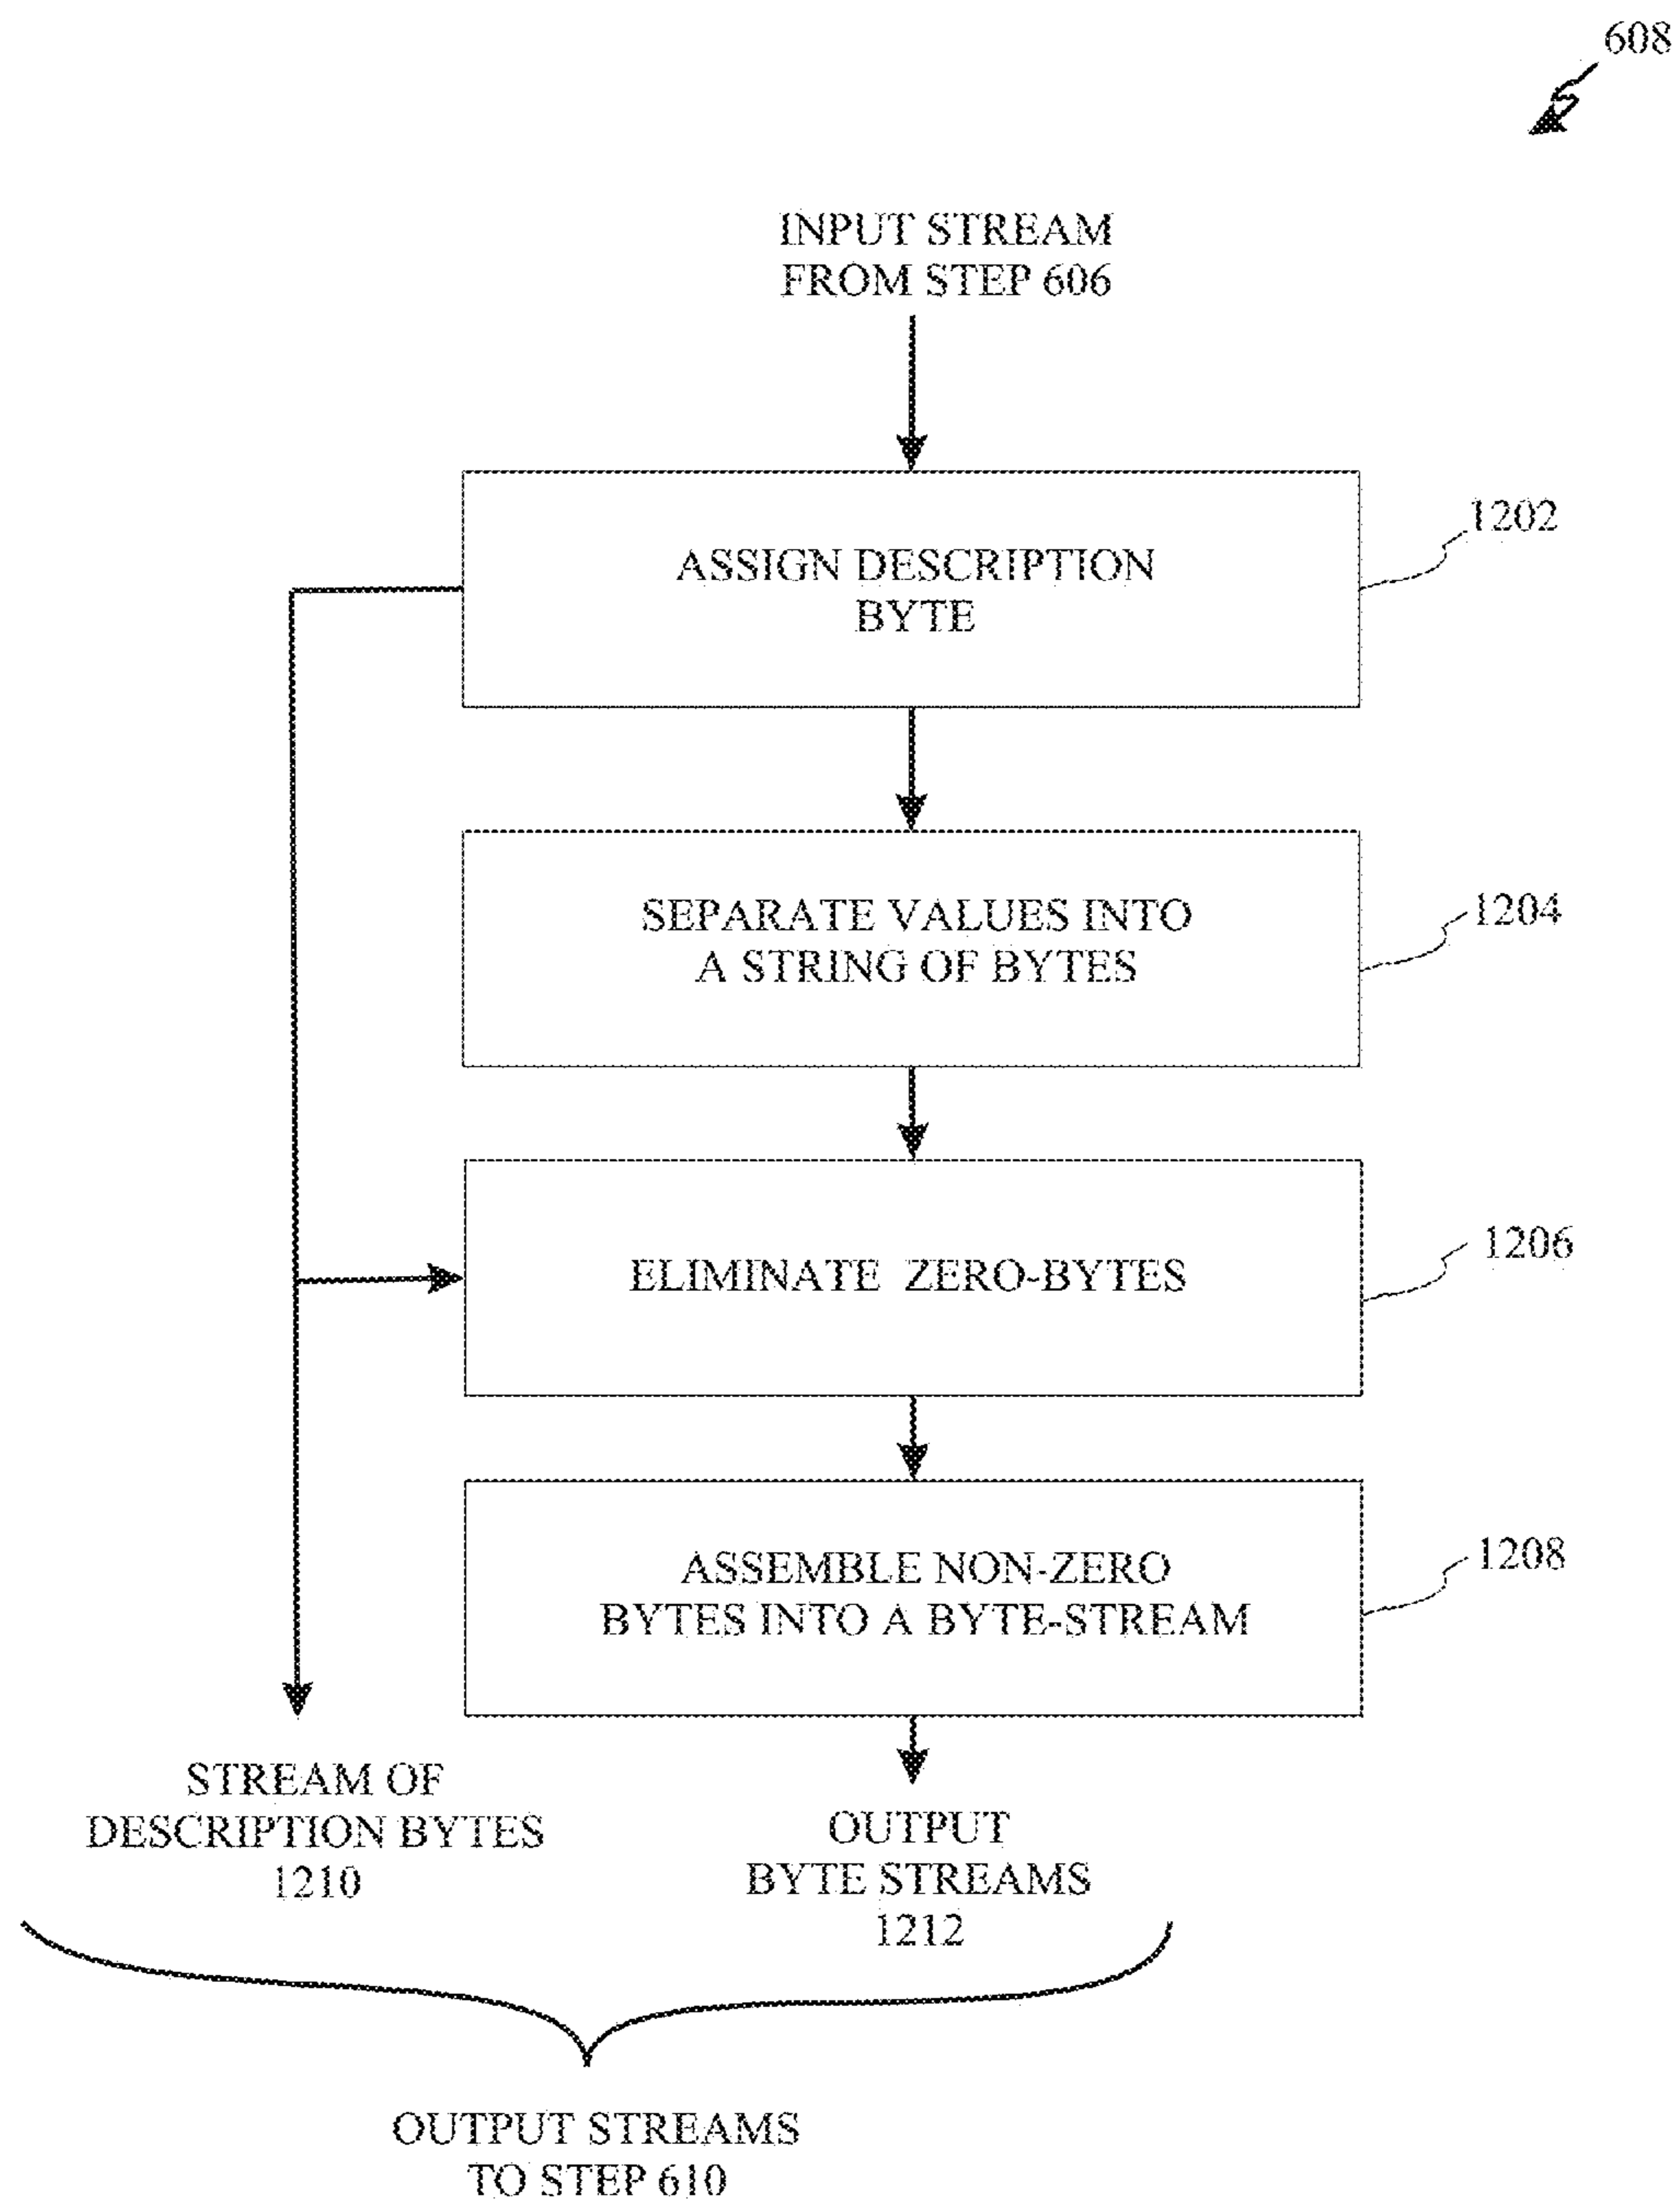 608
INPUT STREAM
FROM STEP 606
ASSIGN DESCRIPTION
BYTE
1202
SEPARATE VALUES INTO
A STRING OF BYTES
1204
ELIMINATE ZERO-BYTES
1206
ASSEMBLE NON-ZERO
BYTES INTO A BYTE-STREAM
1208
STREAM OF
DESCRIPTION BYTES
1210
OUTPUT
BYTE STREAMS
1212
OUTPUT STREAMS
TO STEP 610